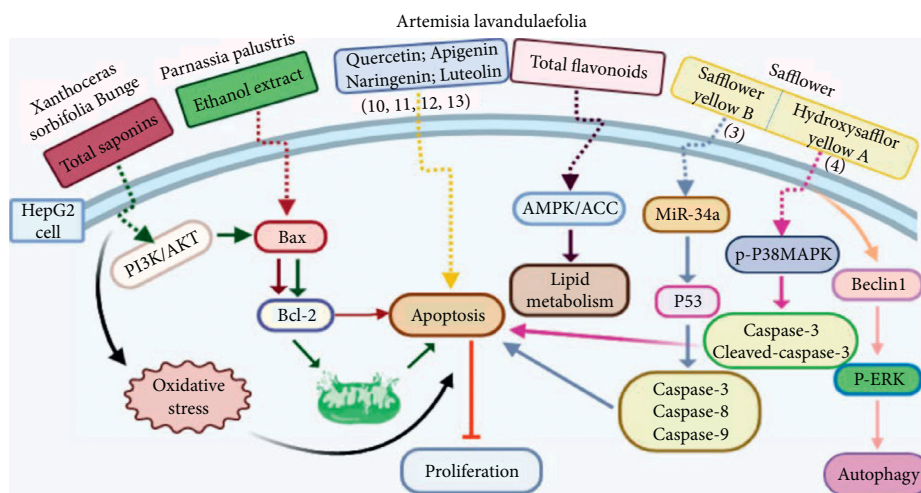 Artemisia lavandulaefolia
Xanthoceras
sorbifolia Bunge
Total saponins
Parnassia palustris
Ethanol extract
Quercetin; Apigenin
Naringenin; Luteolin
(10, 11, 12, 13)
Total flavonoids
Safflower
Safflower
yellow B
(3)
Hydroxysafflor
yellow A
(4)
HepG2
cell
PI3K/AKT
Bax
Bcl-2
Apoptosis
AMPK/ACC
Lipid
metabolism
MiR-34a
P53
Caspase-3
Caspase-8
Caspase-9
p-P38MAPK
Caspase-3
Cleaved-caspase-3
Beclin1
P-ERK
Autophagy
Oxidative
stress
Proliferation